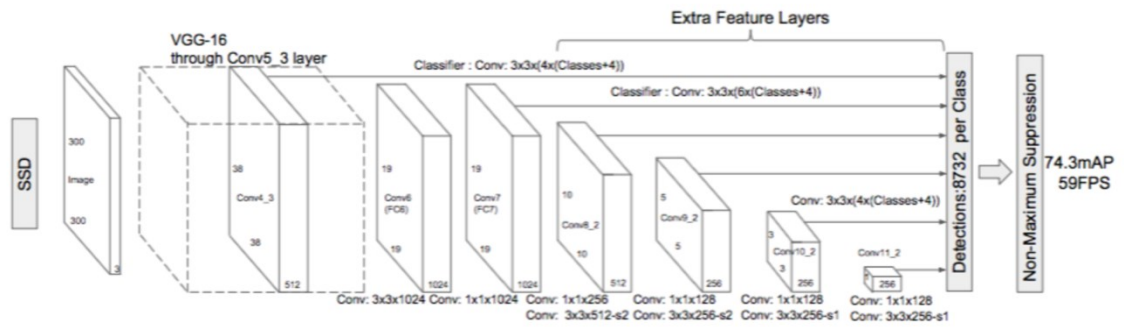 Extra Feature Layers
VGG-16
through Conv5_3 layer
Classifier : Conv: 3x3x(4x(Classes+4))
Classifier : Conv: 3x3x(6x(Classes+4))
SSD
300
Image
300
3
38
Conv4_3
38
512
19
Conv6
(FC6)
19
1024
19
Conv7
(FC7)
19
1024
10
Conv8_2
10
512
5
Conv9_2
5
256
Conv: 3x3x(4x(Classes+4))
3
Conv10_2
3
256
Conv11_2
256
Detections:8732 per Class
Non-Maximum Suppression
74.3mAP
59FPS
Conv: 3x3x1024
Conv: 1x1x1024
Conv: 1x1x256
Conv: 3x3x512-s2
Conv: 1x1x128
Conv: 3x3x256-s2
Conv: 1x1x128
Conv: 3x3x256-s1
Conv: 1x1x128
Conv: 3x3x256-s1